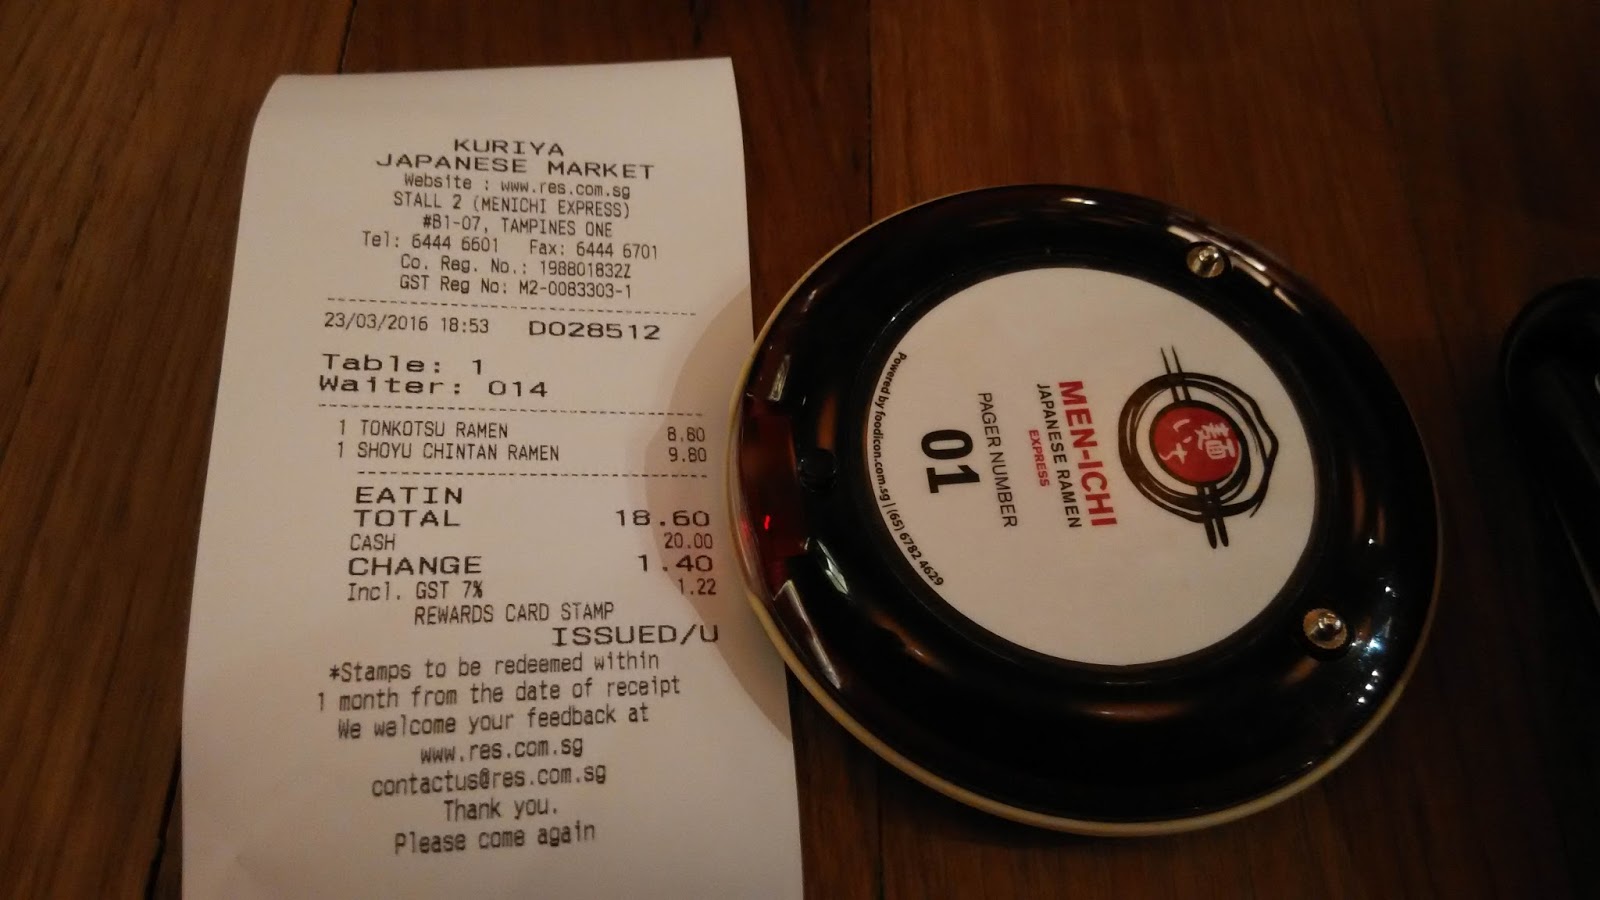 KURIYA
JAPANESE MARKET
Website : www.res.com.sg
STALL 2 (MENICHI EXPRESS)
#B1-07, TAMPINES ONE
Tel: 6444 6601 Fax: 6444 6701
Co. Reg. No.: 198801832Z
GST Reg No: M2-0083303-1
23/03/2016 18:53 DO28512
Table: 1
Waiter: 014
1 TONKOTSU RAMEN 8.80
1 SHOYU CHINTAN RAMEN 9.80
EATIN
TOTAL 18.60
CASH 20.00
CHANGE 1.40
Incl. GST 7% 1.22
REWARDS CARD STAMP
ISSUED/U
*Stamps to be redeemed within
1 month from the date of receipt
We welcome your feedback at
www.res.com.sg
contactus@res.com.sg
Thank you.
Please come again
麺
いち
MEN-ICHI
JAPANESE RAMEN
EXPRESS
PAGER NUMBER
01
Powered by foodicon.com.sg | (65) 6782 4629